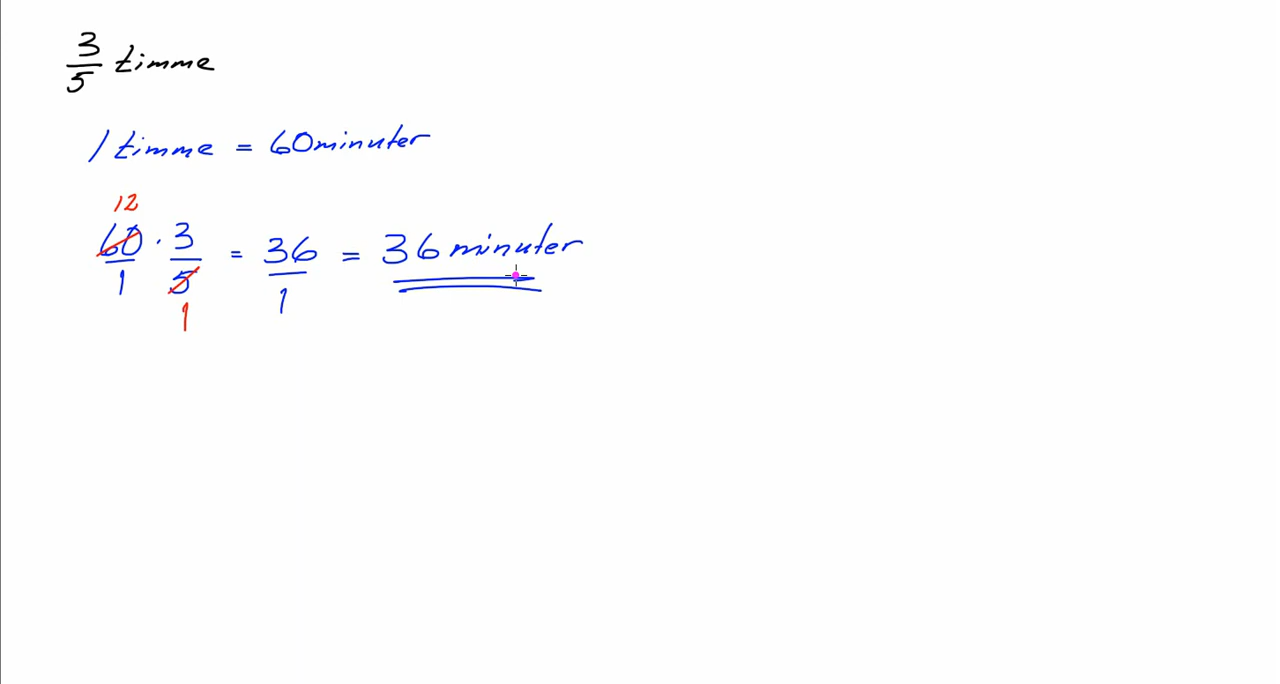 3/5 timme
1 timme = 60 minuter
12
60/1 · 3/5 = 36/1 = 36 minuter
1